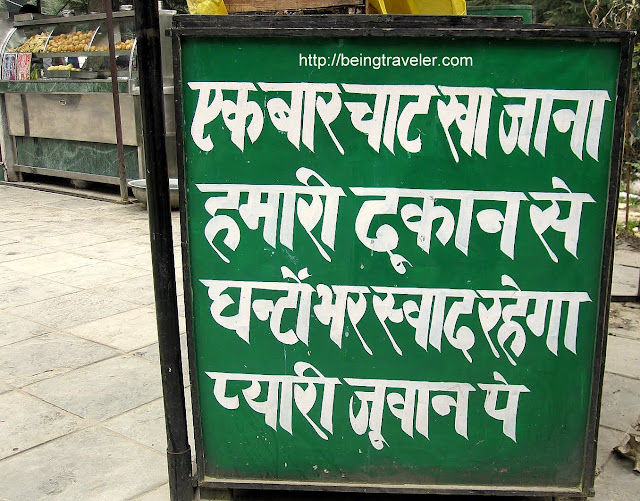 http://beingtraveler.com
एक बार चाट खा जाना
हमारी दूकान से
घन्टों भर स्वाद रहेगा
प्यारी जुवान पे